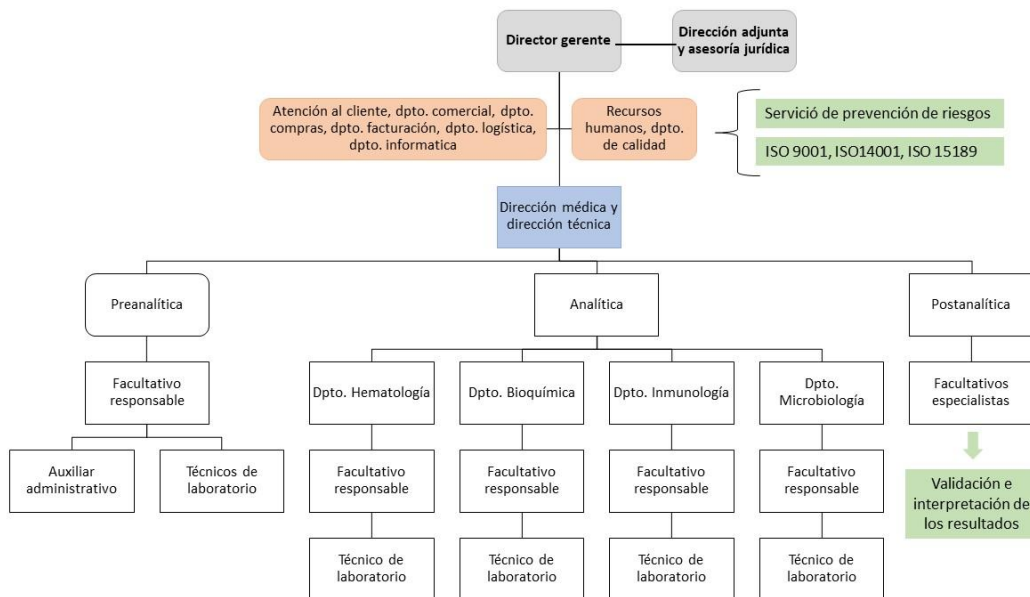 Director gerente
Dirección adjunta
y asesoría jurídica
Atención al cliente, dpto. comercial, dpto.
compras, dpto. facturación, dpto. logística,
dpto. informatica
Recursos
humanos, dpto.
de calidad
Servició de prevención de riesgos
ISO 9001, ISO14001, ISO 15189
Dirección médica y
dirección técnica
Preanalítica
Analítica
Postanalítica
Facultativo
responsable
Dpto. Hematología
Dpto. Bioquímica
Dpto. Inmunología
Dpto.
Microbiología
Facultativos
especialistas
Auxiliar
administrativo
Técnicos de
laboratorio
Facultativo
responsable
Facultativo
responsable
Facultativo
responsable
Facultativo
responsable
Validación e
interpretación de
los resultados
Técnico de
laboratorio
Técnico de
laboratorio
Técnico de
laboratorio
Técnico de
laboratorio